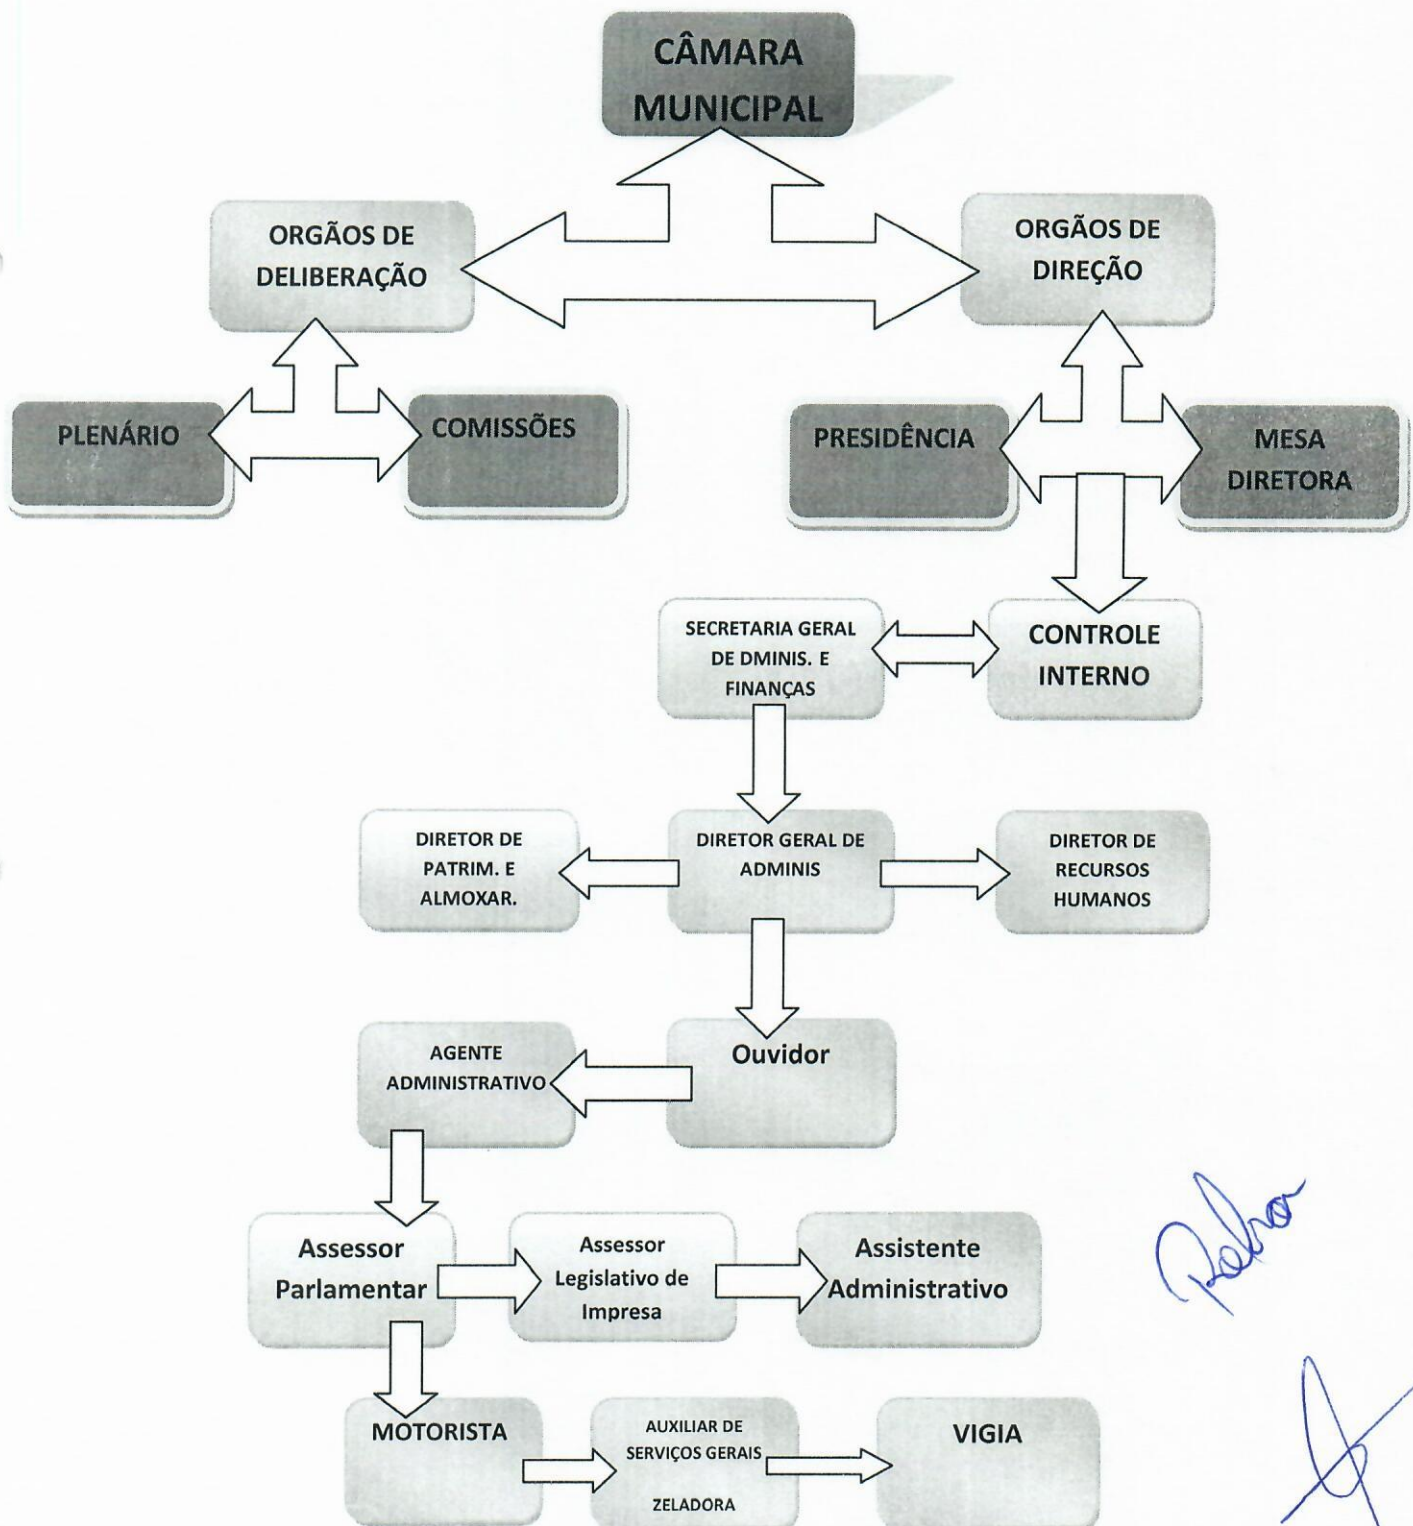 CÂMARA
MUNICIPAL
ORGÃOS DE
DELIBERAÇÃO
ORGÃOS DE
DIREÇÃO
PLENÁRIO
COMISSÕES
PRESIDÊNCIA
MESA
DIRETORA
SECRETARIA GERAL
DE DMINIS. E
FINANÇAS
CONTROLE
INTERNO
DIRETOR DE
PATRIM. E
ALMOXAR.
DIRETOR GERAL DE
ADMINIS
DIRETOR DE
RECURSOS
HUMANOS
AGENTE
ADMINISTRATIVO
Ouvidor
Assessor
Parlamentar
Assessor
Legislativo de
Impresa
Assistente
Administrativo
MOTORISTA
AUXILIAR DE
SERVIÇOS GERAIS
ZELADORA
VIGIA